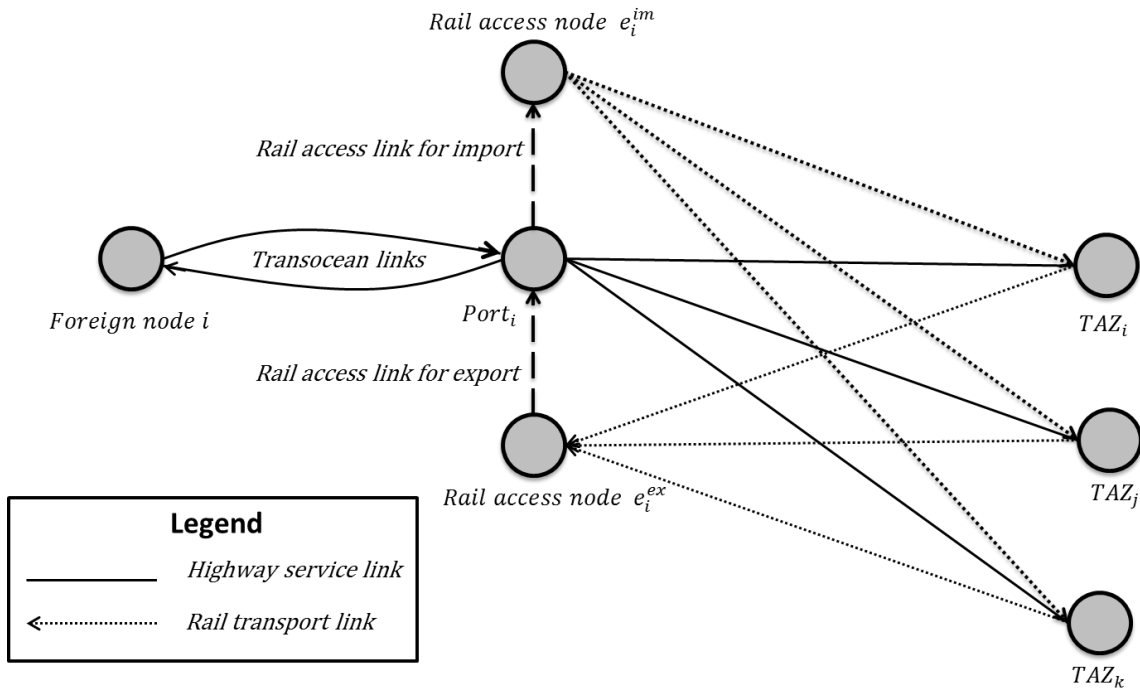 Rail access node e_i^{im}
Rail access link for import
Transocean links
Foreign node i
Port_i
TAZ_i
Rail access link for export
TAZ_j
Rail access node e_i^{ex}
Legend
Highway service link
Rail transport link
TAZ_k